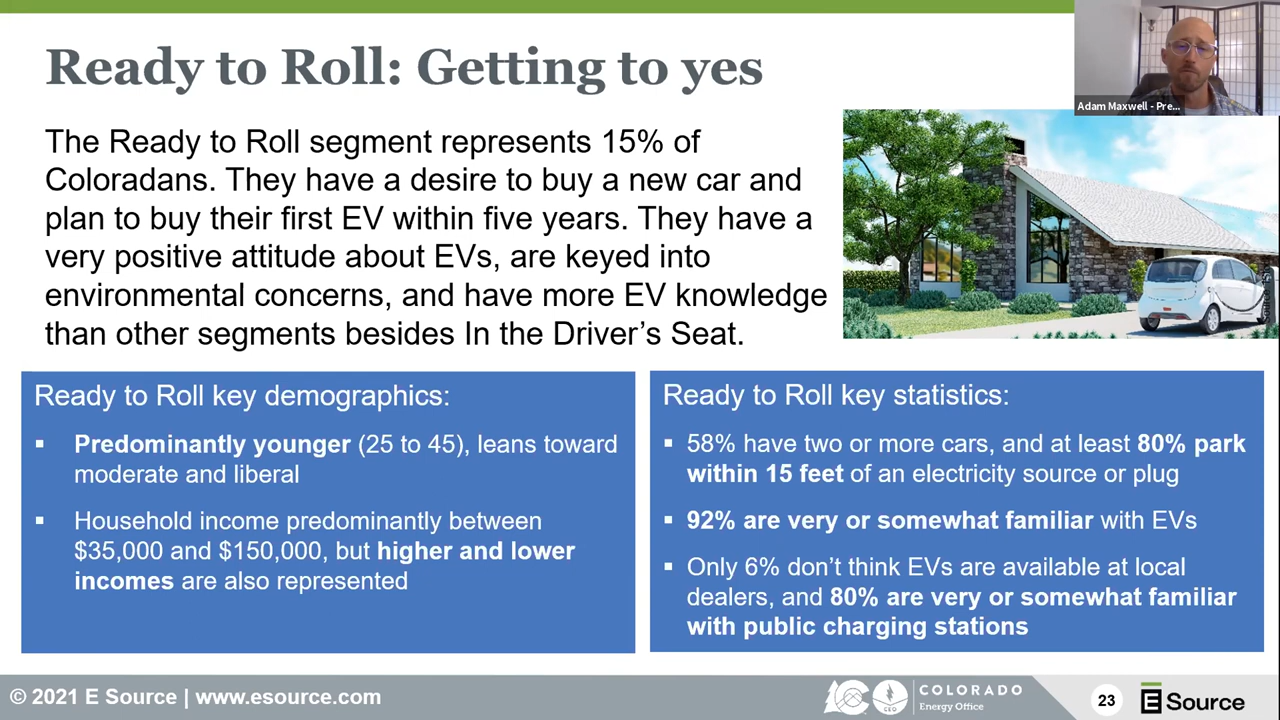 Ready to Roll: Getting to yes
Adam Maxwell - Pre...
The Ready to Roll segment represents 15% of
Coloradans. They have a desire to buy a new car and
plan to buy their first EV within five years. They have a
very positive attitude about EVs, are keyed into
environmental concerns, and have more EV knowledge
than other segments besides In the Driver’s Seat.
Ready to Roll key demographics:
▪ Predominantly younger (25 to 45), leans toward
moderate and liberal
▪ Household income predominantly between
$35,000 and $150,000, but higher and lower
incomes are also represented
Ready to Roll key statistics:
▪ 58% have two or more cars, and at least 80% park
within 15 feet of an electricity source or plug
▪ 92% are very or somewhat familiar with EVs
▪ Only 6% don’t think EVs are available at local
dealers, and 80% are very or somewhat familiar
with public charging stations
© 2021 E Source | www.esource.com
CEO
COLORADO
Energy Office
23
E Source